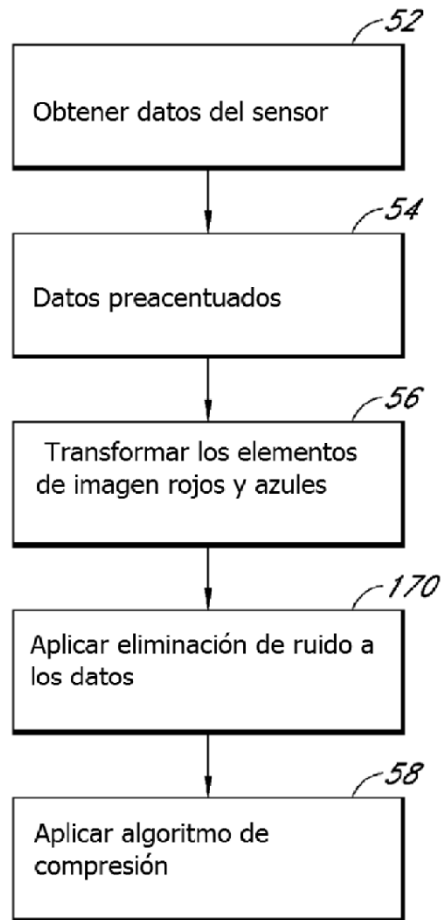 52
Obtener datos del sensor
54
Datos preacentuados
56
Transformar los elementos
de imagen rojos y azules
170
Aplicar eliminación de ruido a
los datos
58
Aplicar algoritmo de
compresión